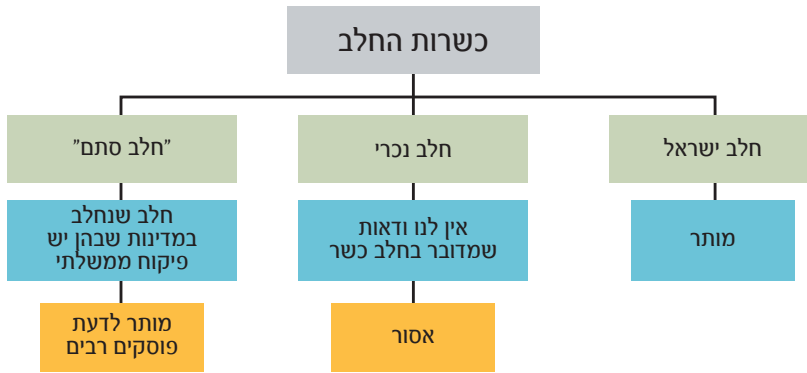 כשרות החלב
חלב ישראל
חלב נכרי
"חלב סתם"
מותר
אין לנו ודאות
שמדובר בחלב כשר
חלב שנחלב
במדינות שבהן יש
פיקוח ממשלתי
אסור
מותר לדעת
פוסקים רבים